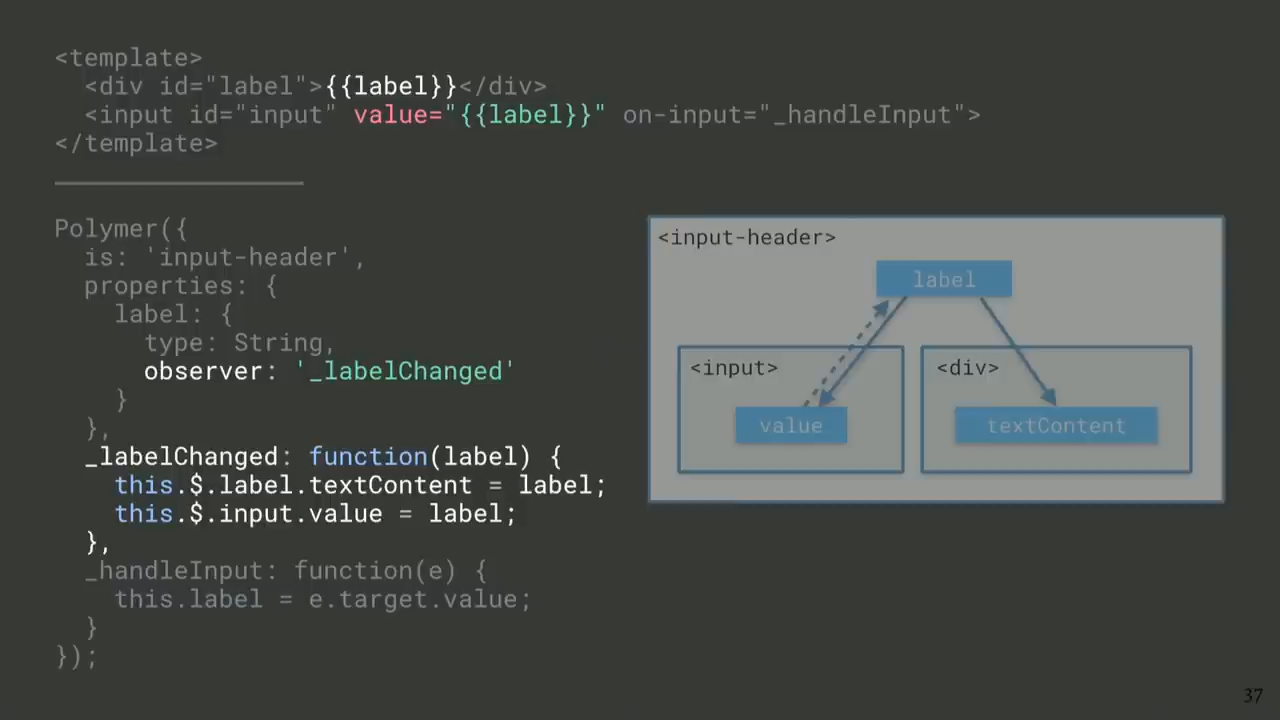 <template>
  <div id="label">{{label}}</div>
  <input id="input" value="{{label}}" on-input="_handleInput">
</template>
Polymer({
  is: 'input-header',
  properties: {
    label: {
      type: String,
      observer: '_labelChanged'
    }
  },
  _labelChanged: function(label) {
    this.$.label.textContent = label;
    this.$.input.value = label;
  },
  _handleInput: function(e) {
    this.label = e.target.value;
  }
});
<input-header>
label
<input>
value
<div>
textContent
37